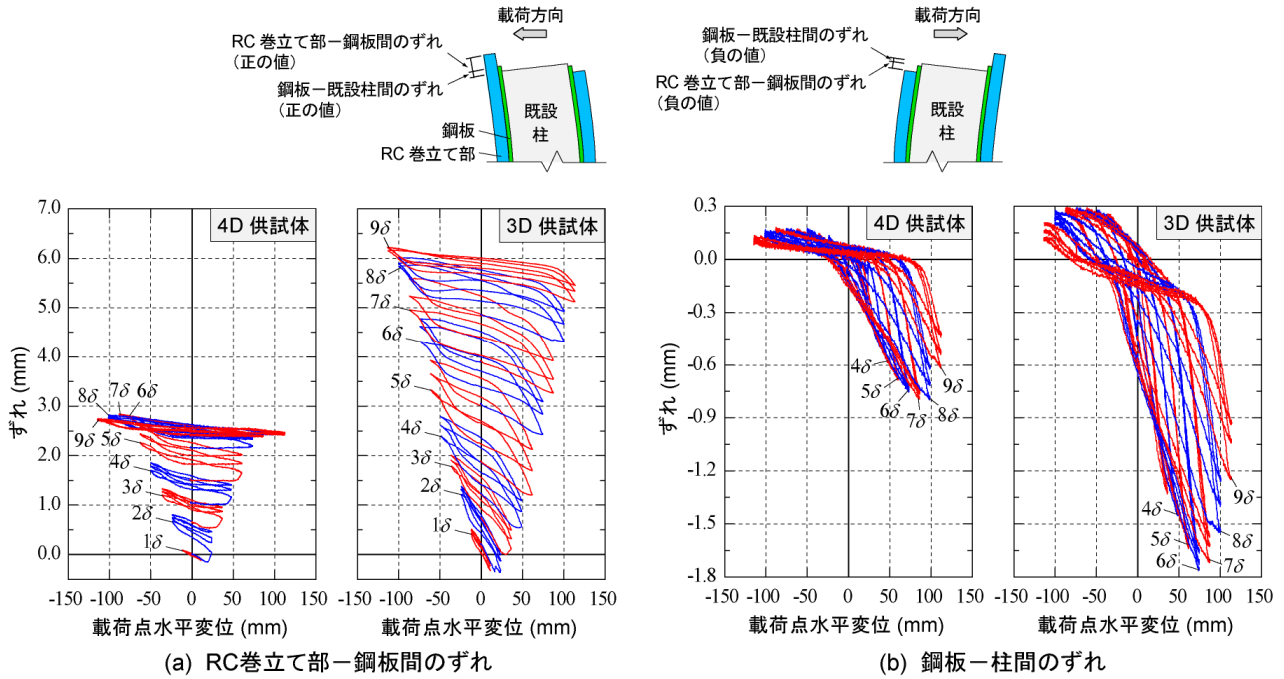 載荷方向
RC 巻立て部－鋼板間のずれ
(正の値)
鋼板－既設柱間のずれ
(正の値)
既設
柱
鋼板
RC 巻立て部
載荷方向
鋼板－既設柱間のずれ
(負の値)
RC 巻立て部－鋼板間のずれ
(負の値)
既設
柱
ずれ (mm)
7.0
6.0
5.0
4.0
3.0
2.0
1.0
0.0
4D 供試体
8δ
7δ
6δ
9δ
5δ
4δ
3δ
2δ
1δ
-150
-100
-50
0
50
100
150
載荷点水平変位 (mm)
3D 供試体
9δ
8δ
7δ
6δ
5δ
4δ
3δ
2δ
1δ
-150
-100
-50
0
50
100
150
載荷点水平変位 (mm)
(a) RC巻立て部－鋼板間のずれ
ずれ (mm)
0.3
0.0
-0.3
-0.6
-0.9
-1.2
-1.5
-1.8
4D 供試体
4δ
5δ
6δ
7δ
8δ
9δ
-150
-100
-50
0
50
100
150
載荷点水平変位 (mm)
3D 供試体
4δ
5δ
6δ
7δ
8δ
9δ
-150
-100
-50
0
50
100
150
載荷点水平変位 (mm)
(b) 鋼板－柱間のずれ